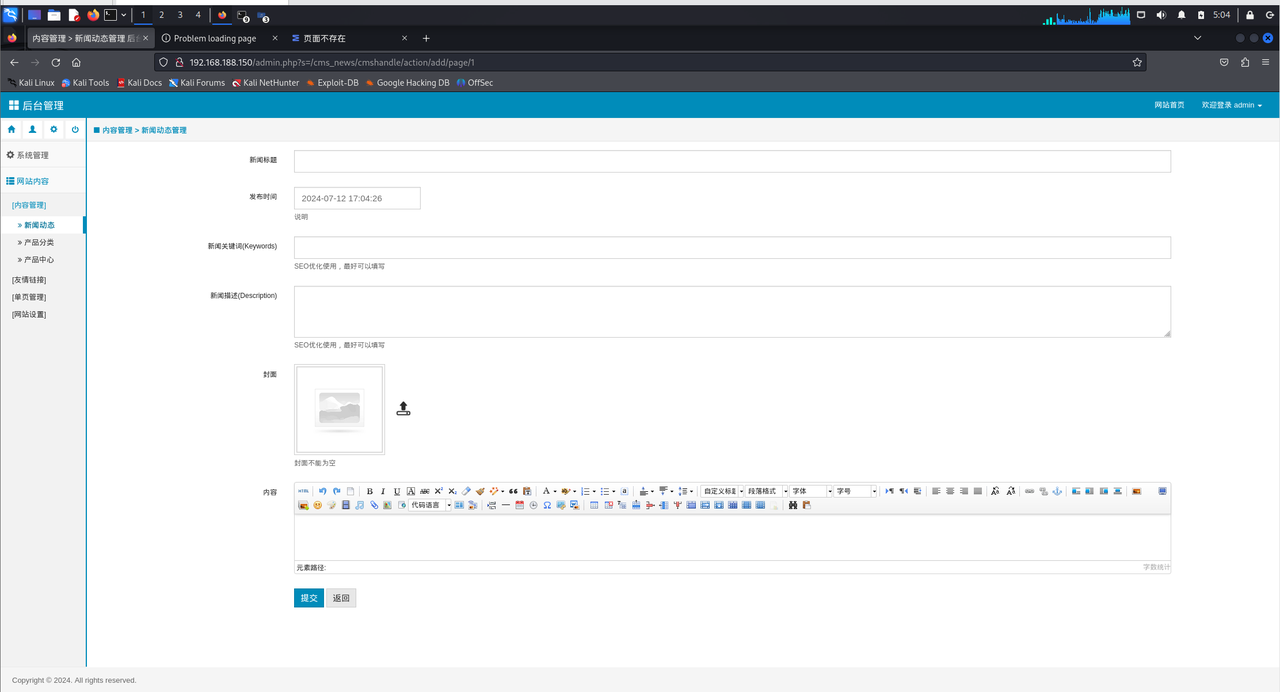 1 2 3 4 5:04
内容管理 > 新闻动态管理 后台 Problem loading page 页面不存在
192.168.188.150/admin.php?s=/cms_news/cmshandle/action/add/page/1
Kali Linux Kali Tools Kali Docs Kali Forums Kali NetHunter Exploit-DB Google Hacking DB OffSec
后台管理 网站首页 欢迎登录 admin
内容管理 > 新闻动态管理
系统管理
网站内容
[内容管理]
» 新闻动态
» 产品分类
» 产品中心
[友情链接]
[单页管理]
[网站设置]
新闻标题
发布时间 2024-07-12 17:04:26
说明
新闻关键词(Keywords)
SEO优化使用，最好可以填写
新闻描述(Description)
SEO优化使用，最好可以填写
封面
封面不能为空
内容
HTML B I U A ABC X² X₂ A 自定义标题 段落格式 字体 字号
代码语言
元素路径: 字数统计
提交 返回
Copyright © 2024. All rights reserved.